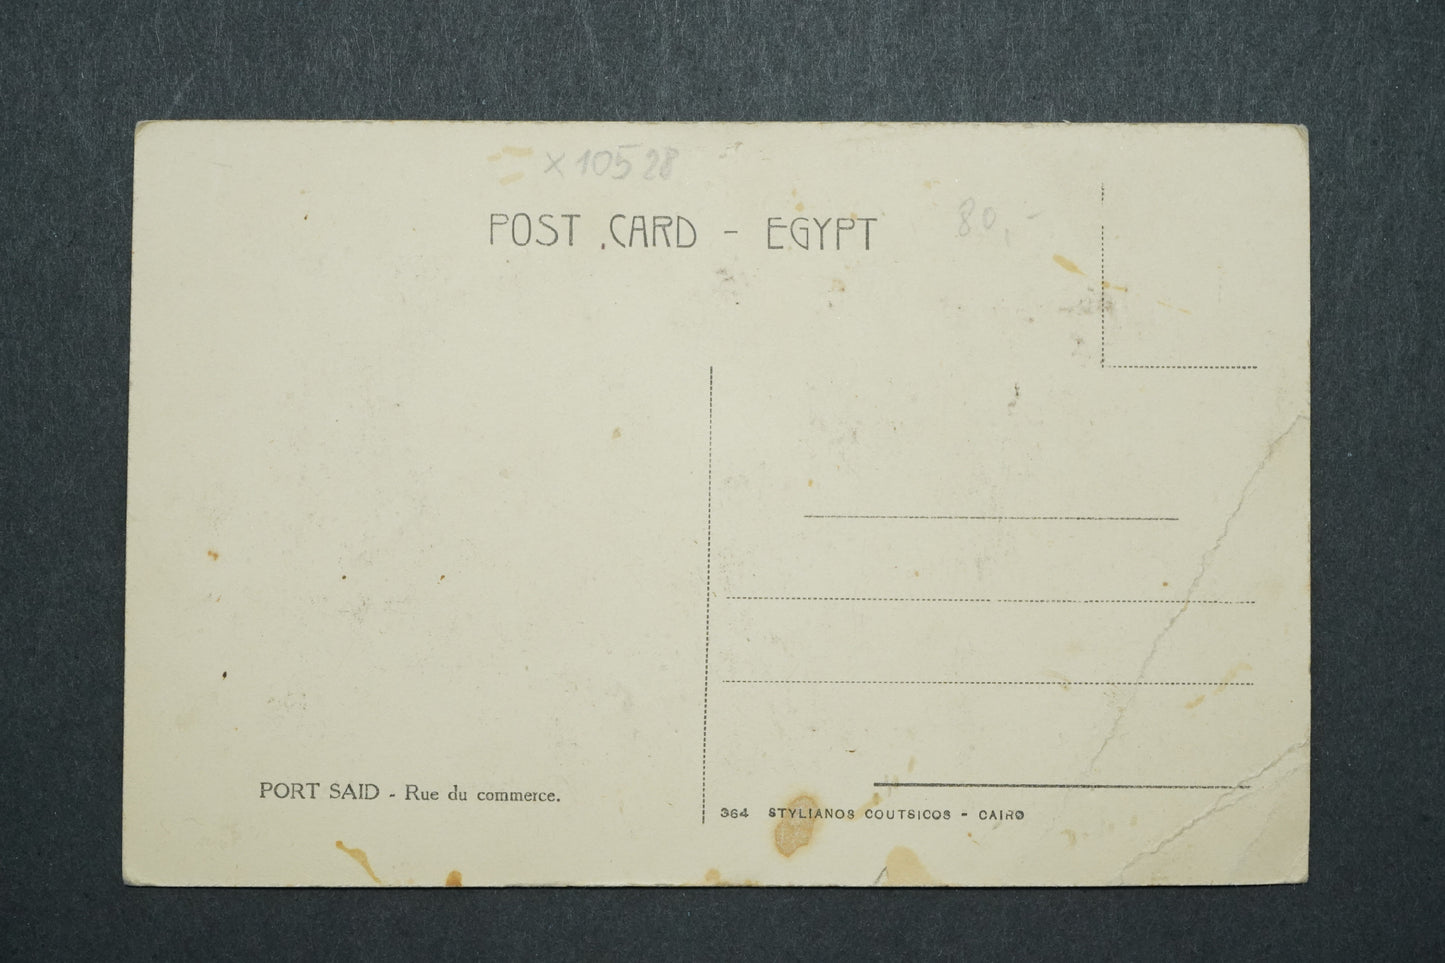 x 10528
POST CARD - EGYPT
80,-
PORT SAID - Rue du commerce.
364 STYLIANOS COUTSICOS - CAIRO